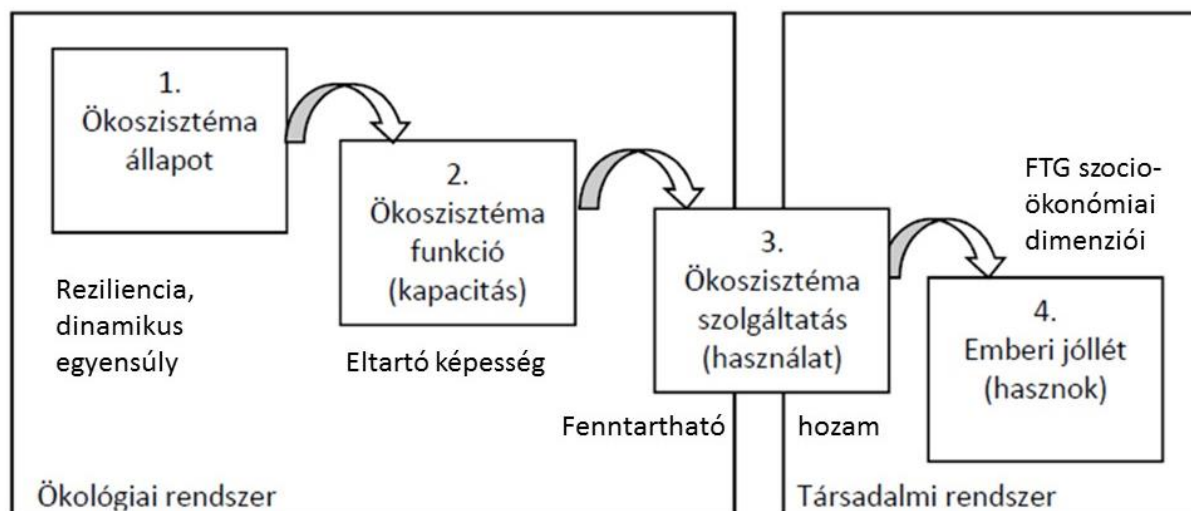 1.
Ökoszisztéma
állapot
Reziliencia,
dinamikus
egyensúly
2.
Ökoszisztéma
funkció
(kapacitás)
Eltartó képesség
3.
Ökoszisztéma
szolgáltatás
(használat)
Fenntartható hozam
FTG szocio-
ökonómiai
dimenziói
4.
Emberi jóllét
(hasznok)
Ökológiai rendszer
Társadalmi rendszer